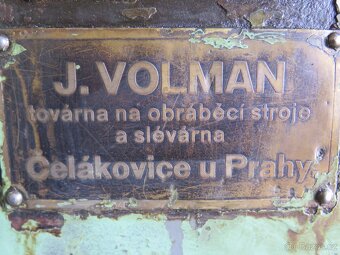 J. VOLMAN
továrna na obráběcí stroje
a slévárna
Čelákovice u Prahy.